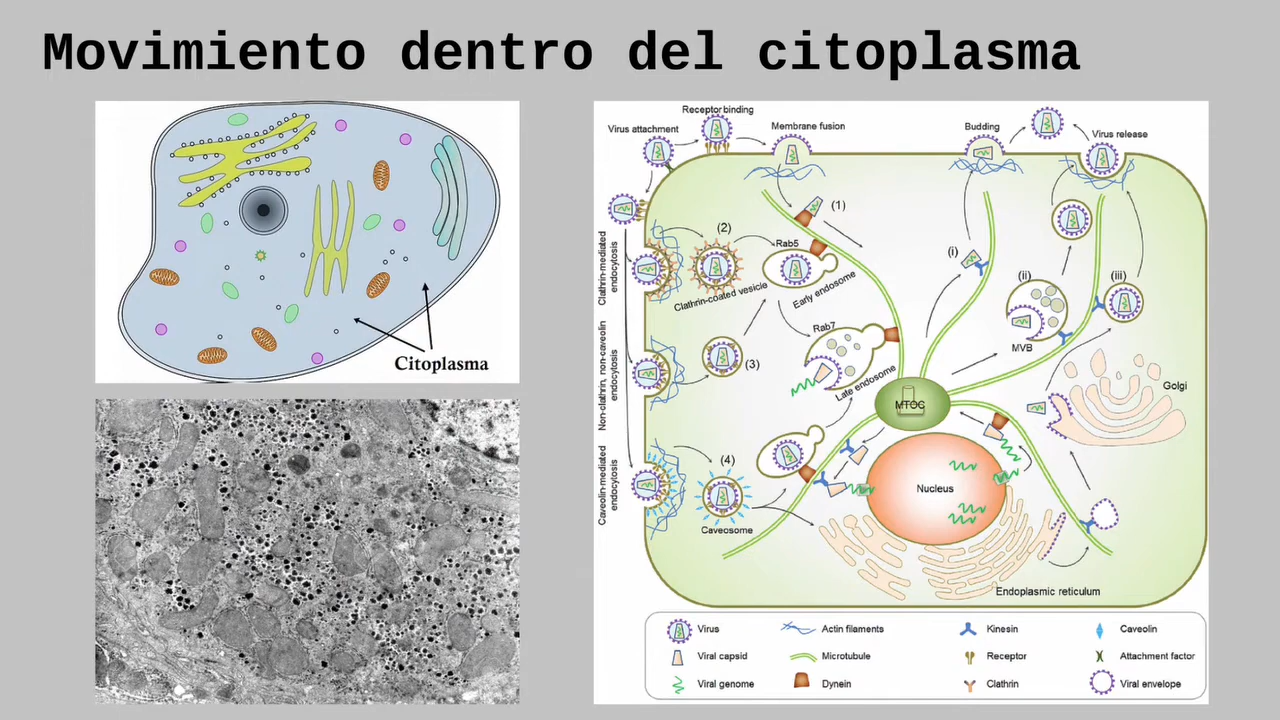 Movimiento dentro del citoplasma
Citoplasma
Receptor binding
Virus attachment
Membrane fusion
Budding
Virus release
(1)
(2)
Rab5
Clathrin-mediated
endocytosis
Clathrin-coated vesicle
Early endosome
(i)
(ii)
(iii)
Rab7
MVB
Non-clathrin, non-caveolin
endocytosis
(3)
Late endosome
MTOC
Golgi
Caveolin-mediated
endocytosis
(4)
Nucleus
Caveosome
Endoplasmic reticulum
Virus
Actin filaments
Kinesin
Caveolin
Viral capsid
Microtubule
Receptor
Attachment factor
Viral genome
Dynein
Clathrin
Viral envelope